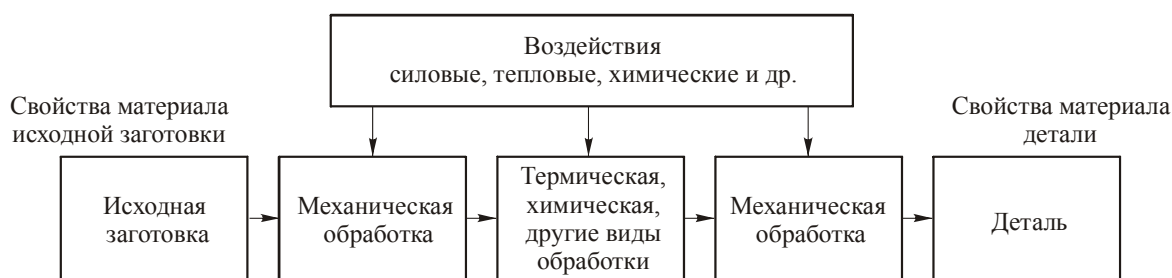 Воздействия
силовые, тепловые, химические и др.
Свойства материала
исходной заготовки
Свойства материала
детали
Исходная
заготовка
Механическая
обработка
Термическая,
химическая,
другие виды
обработки
Механическая
обработка
Деталь